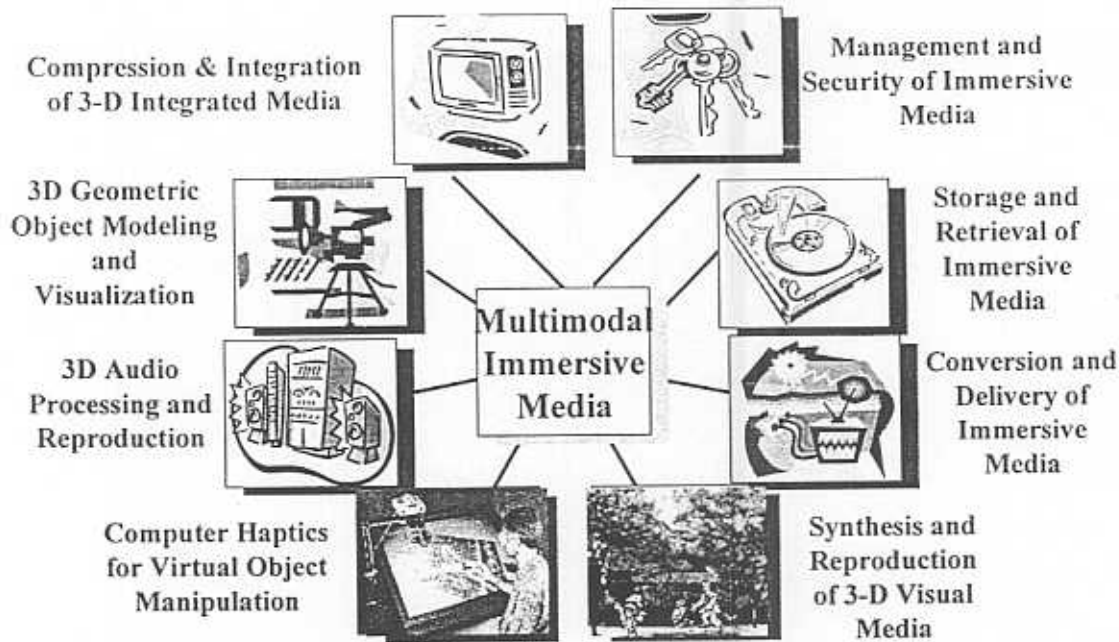 Compression & Integration
of 3-D Integrated Media
Management and
Security of Immersive
Media
3D Geometric
Object Modeling
and
Visualization
Storage and
Retrieval of
Immersive
Media
Multimodal
Immersive
Media
3D Audio
Processing and
Reproduction
Conversion and
Delivery of
Immersive
Media
Computer Haptics
for Virtual Object
Manipulation
Synthesis and
Reproduction
of 3-D Visual
Media